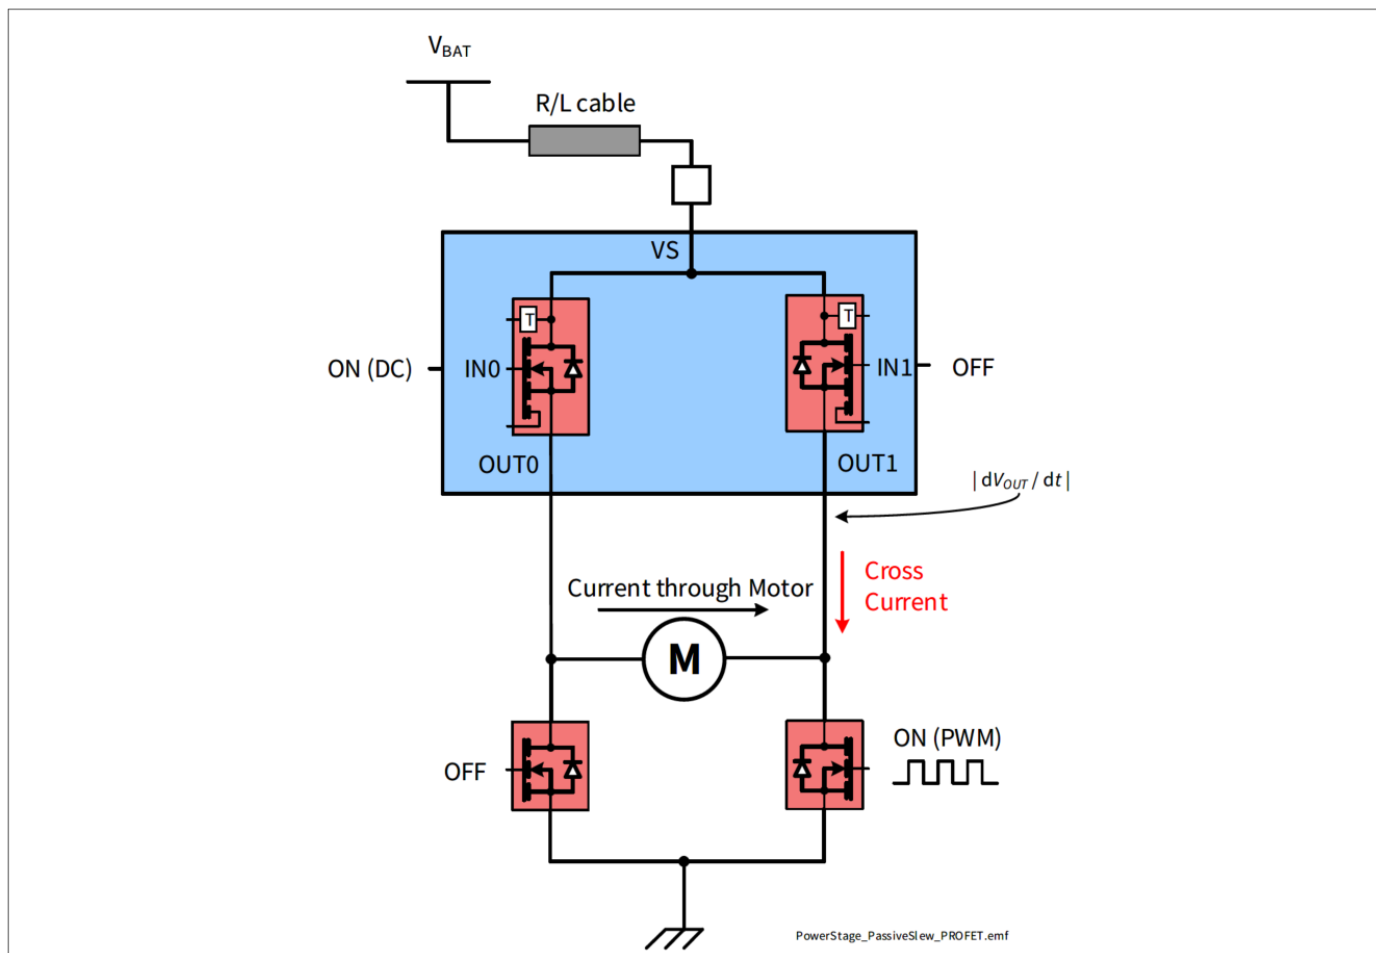 VBAT
R/L cable
VS
T
T
ON (DC)
IN0
IN1
OFF
OUT0
OUT1
|dVOUT / dt|
Cross
Current
Current through Motor
M
OFF
ON (PWM)
PowerStage_PassiveSlew_PROFET.emf